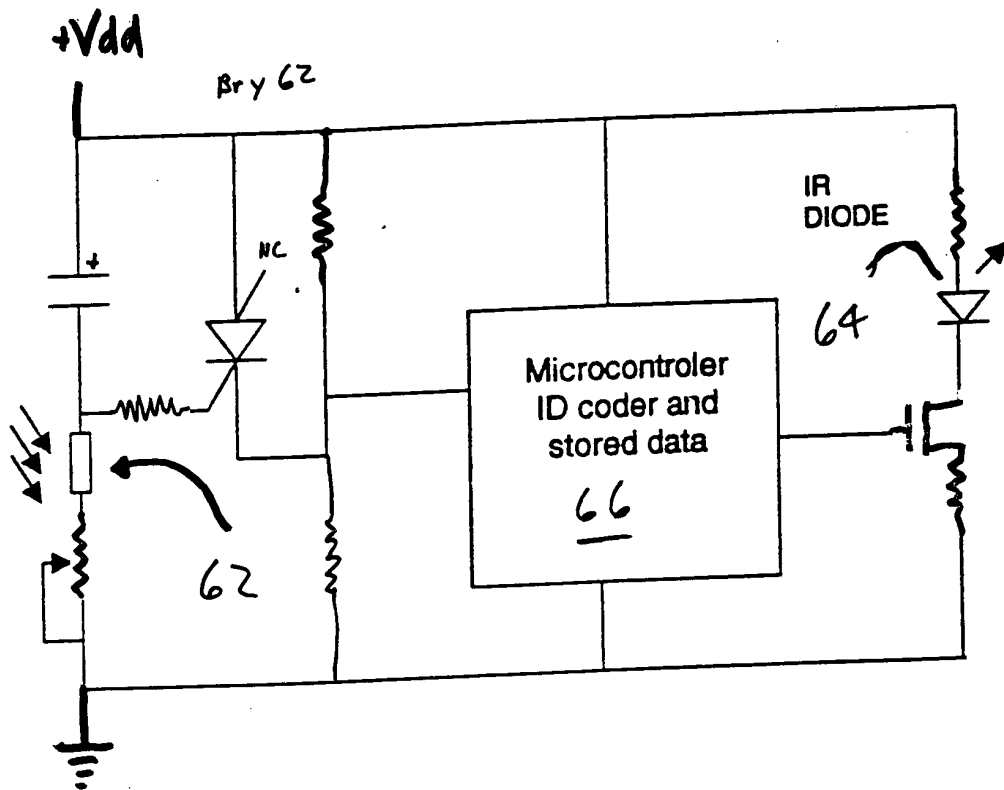 +Vdd
Bry 62
NC
+
IR
DIODE
64
Microcontroler
ID coder and
stored data
66
62